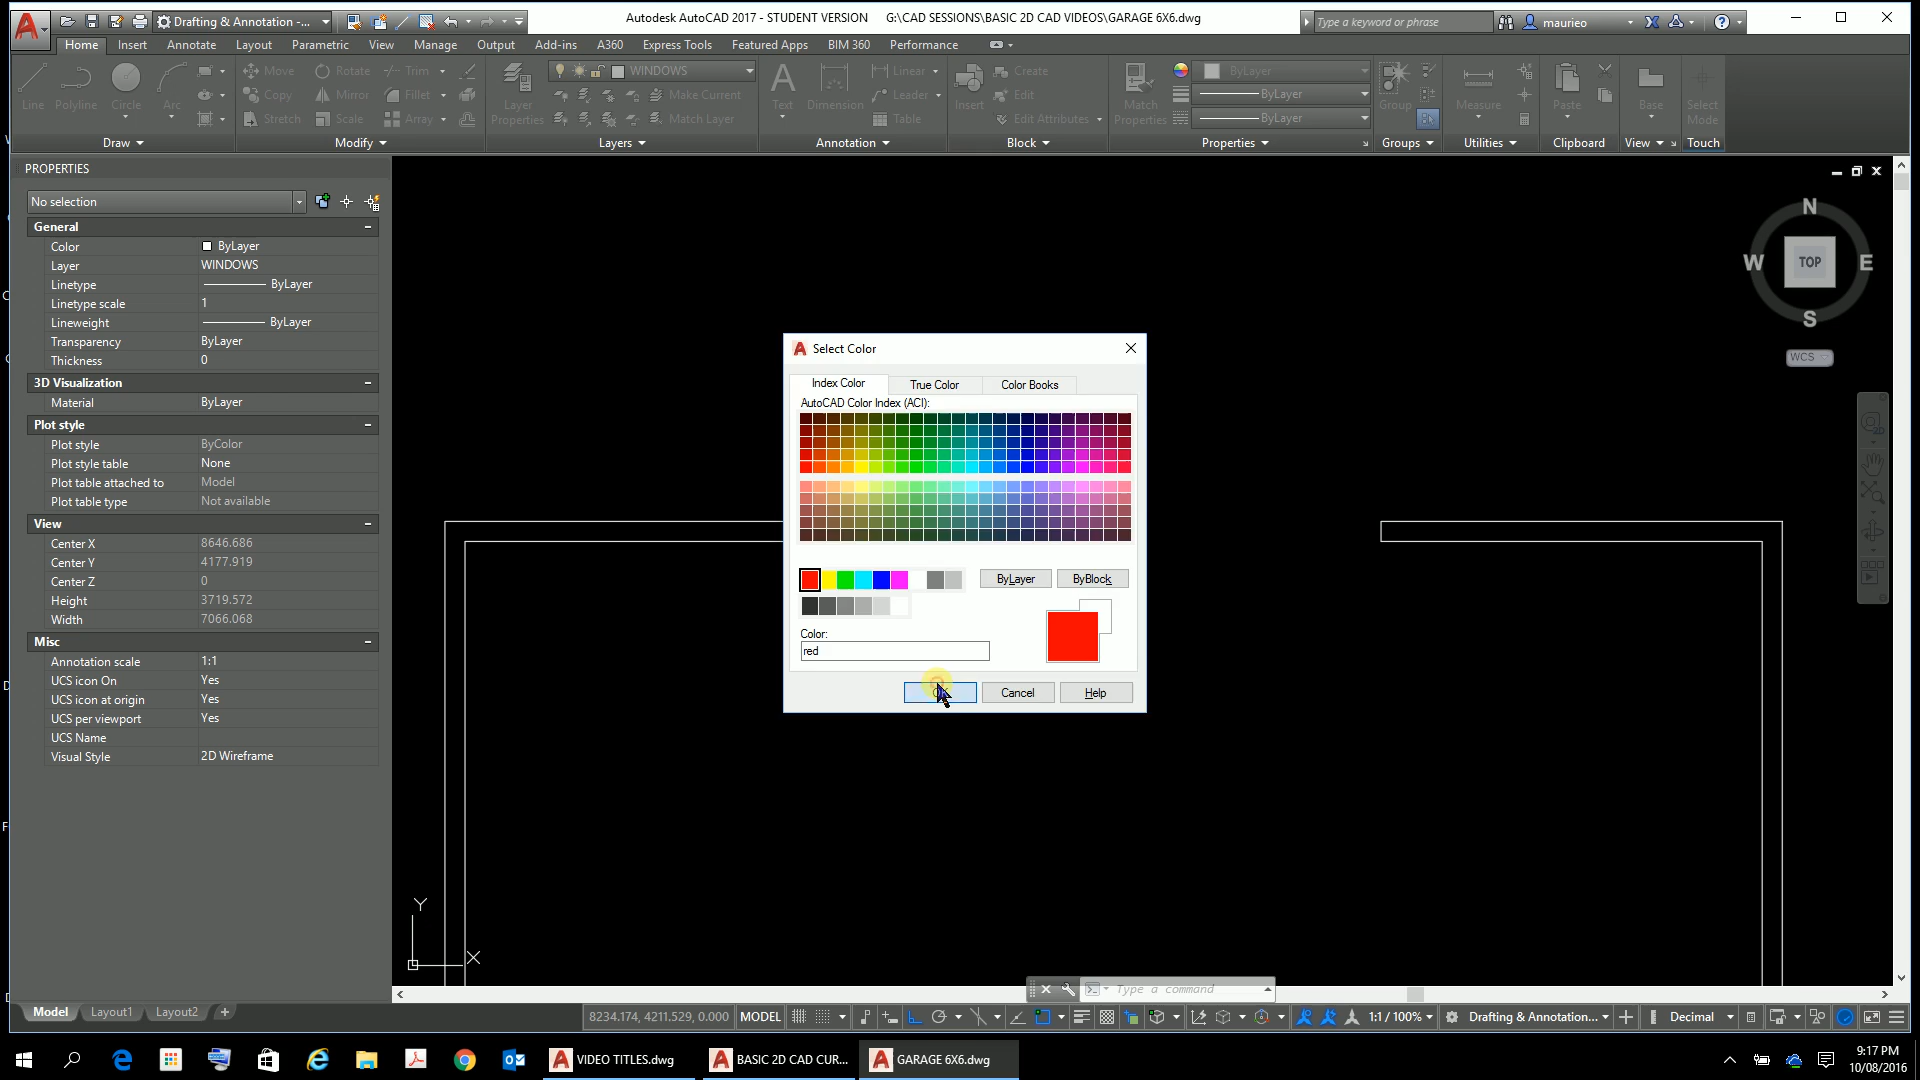 Drafting & Annotation -...
Autodesk AutoCAD 2017 - STUDENT VERSION G:\CAD SESSIONS\BASIC 2D CAD VIDEOS\GARAGE 6X6.dwg
Type a keyword or phrase
maurieo
Home Insert Annotate Layout Parametric View Manage Output Add-ins A360 Express Tools Featured Apps BIM 360 Performance
Line Polyline Circle Arc
Move Rotate Trim
Copy Mirror Fillet
Stretch Scale Array
Layer Properties
WINDOWS
Make Current
Match Layer
Text Dimension
Linear
Leader
Table
Insert
Create
Edit
Edit Attributes
Match Properties
ByLayer
ByLayer
ByLayer
Group
Measure
Paste
Base
Select Mode
Draw Modify Layers Annotation Block Properties Groups Utilities Clipboard View Touch
PROPERTIES
No selection
General
Color ByLayer
Layer WINDOWS
Linetype ByLayer
Linetype scale 1
Lineweight ByLayer
Transparency ByLayer
Thickness 0
3D Visualization
Material ByLayer
Plot style
Plot style ByColor
Plot style table None
Plot table attached to Model
Plot table type Not available
View
Center X 8646.686
Center Y 4177.919
Center Z 0
Height 3719.572
Width 7066.068
Misc
Annotation scale 1:1
UCS icon On Yes
UCS icon at origin Yes
UCS per viewport Yes
UCS Name
Visual Style 2D Wireframe
Select Color
Index Color True Color Color Books
AutoCAD Color Index (ACI):
ByLayer ByBlock
Color:
red
Cancel Help
N
W TOP E
S
WCS
Y
X
Type a command
Model Layout1 Layout2
8234.174, 4211.529, 0.000 MODEL
1:1 / 100%
Drafting & Annotation...
Decimal
VIDEO TITLES.dwg
BASIC 2D CAD CUR...
GARAGE 6X6.dwg
9:17 PM
10/08/2016